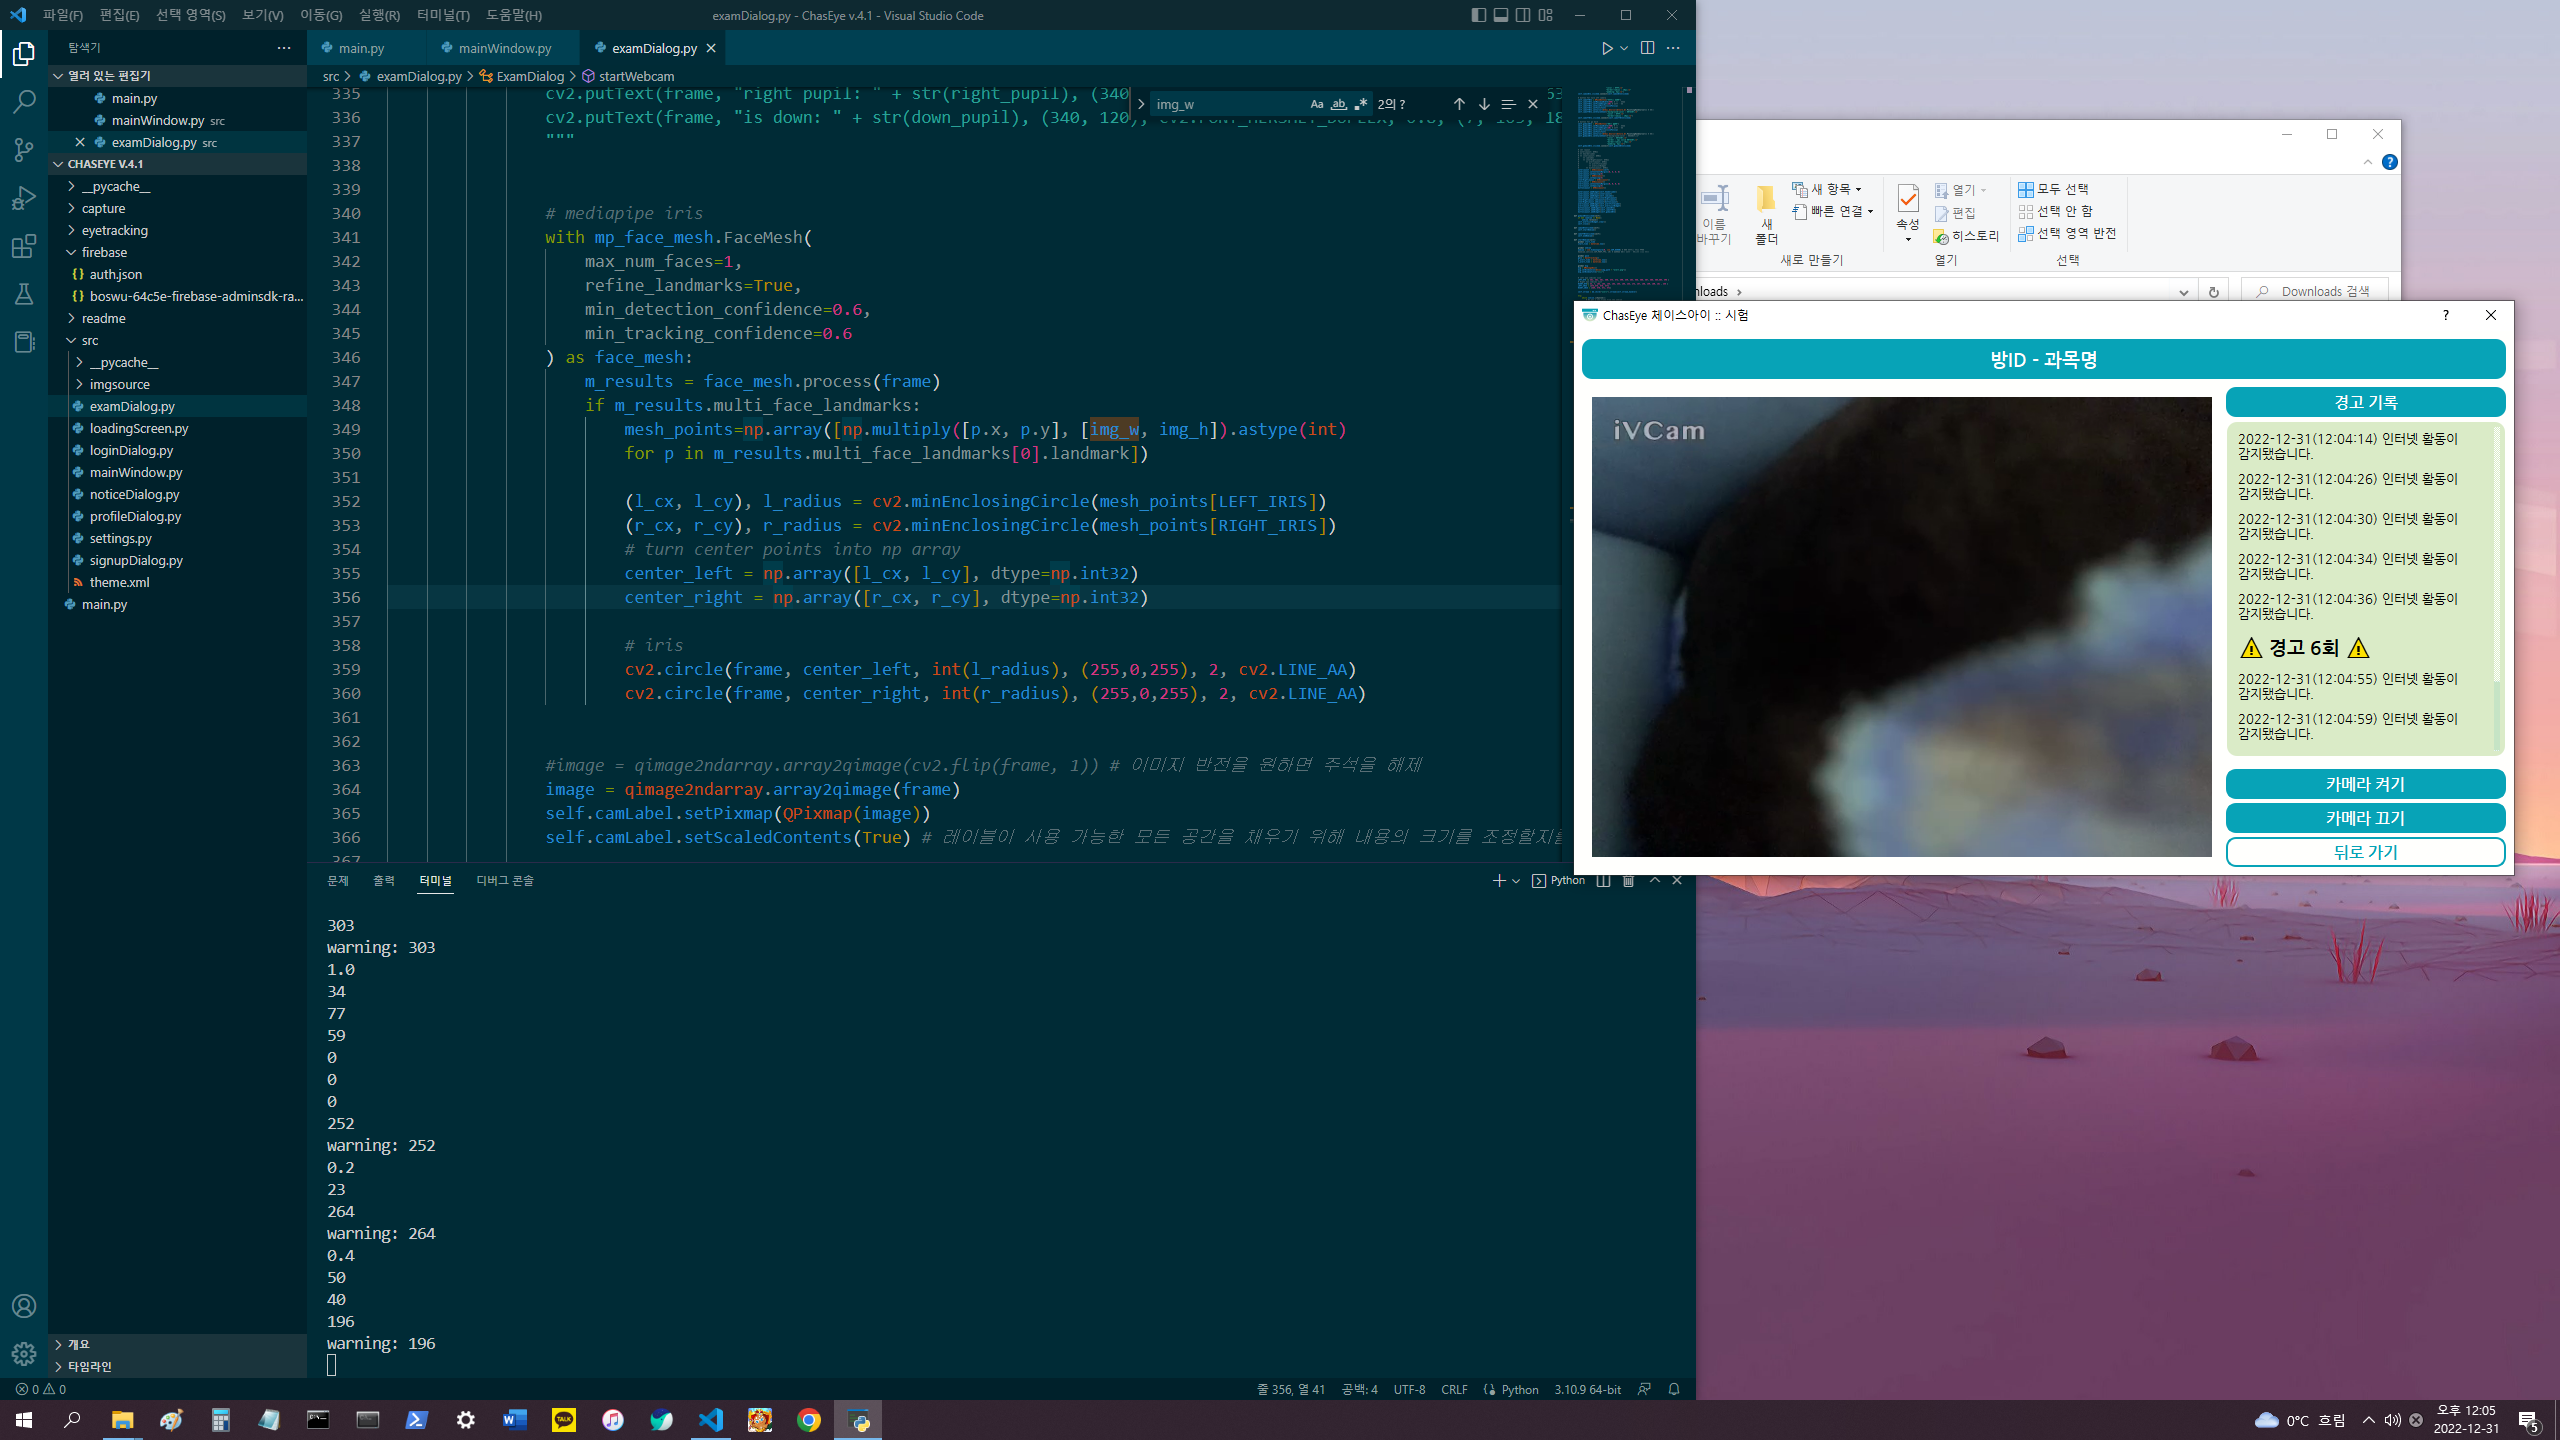 파일(F) 편집(E) 선택 영역(S) 보기(V) 이동(G) 실행(R) 터미널(T) 도움말(H)
examDialog.py - ChasEye v.4.1 - Visual Studio Code
탐색기
열려 있는 편집기
main.py
mainWindow.py src
examDialog.py src
CHASEYE V.4.1
__pycache__
capture
eyetracking
firebase
auth.json
boswu-64c5e-firebase-adminsdk-ra...
readme
src
__pycache__
imgsource
examDialog.py
loadingScreen.py
loginDialog.py
mainWindow.py
noticeDialog.py
profileDialog.py
settings.py
signupDialog.py
theme.xml
main.py
개요
타임라인
main.py mainWindow.py examDialog.py
src > examDialog.py > ExamDialog > startWebcam
img_w Aa ab 2의 ?
335 cv2.putText(frame, "right pupil: " + str(right_pupil), (340
336 cv2.putText(frame, "is down: " + str(down_pupil), (340, 120), cv2.FONT_HERSHEY_DUPLEX, 0.8, (7, 165, 18
337 """
338
339
340 # mediapipe iris
341 with mp_face_mesh.FaceMesh(
342 max_num_faces=1,
343 refine_landmarks=True,
344 min_detection_confidence=0.6,
345 min_tracking_confidence=0.6
346 ) as face_mesh:
347 m_results = face_mesh.process(frame)
348 if m_results.multi_face_landmarks:
349 mesh_points=np.array([np.multiply([p.x, p.y], [img_w, img_h]).astype(int)
350 for p in m_results.multi_face_landmarks[0].landmark])
351
352 (l_cx, l_cy), l_radius = cv2.minEnclosingCircle(mesh_points[LEFT_IRIS])
353 (r_cx, r_cy), r_radius = cv2.minEnclosingCircle(mesh_points[RIGHT_IRIS])
354 # turn center points into np array
355 center_left = np.array([l_cx, l_cy], dtype=np.int32)
356 center_right = np.array([r_cx, r_cy], dtype=np.int32)
357
358 # iris
359 cv2.circle(frame, center_left, int(l_radius), (255,0,255), 2, cv2.LINE_AA)
360 cv2.circle(frame, center_right, int(r_radius), (255,0,255), 2, cv2.LINE_AA)
361
362
363 #image = qimage2ndarray.array2qimage(cv2.flip(frame, 1)) # 이미지 반전을 원하면 주석을 해제
364 image = qimage2ndarray.array2qimage(frame)
365 self.camLabel.setPixmap(QPixmap(image))
366 self.camLabel.setScaledContents(True) # 레이블이 사용 가능한 모든 공간을 채우기 위해 내용의 크기를 조정할지를
367
문제 출력 터미널 디버그 콘솔
Python
303
warning: 303
1.0
34
77
59
0
0
0
252
warning: 252
0.2
23
264
warning: 264
0.4
50
40
196
warning: 196
0 0
줄 356, 열 41 공백: 4 UTF-8 CRLF Python 3.10.9 64-bit
이름
바꾸기
새
폴더
새 항목
빠른 연결
새로 만들기
속성
열기
편집
히스토리
열기
모두 선택
선택 안 함
선택 영역 반전
선택
nloads >
Downloads 검색
ChasEye 체이스아이 :: 시험
방ID - 과목명
iVCam
경고 기록
2022-12-31(12:04:14) 인터넷 활동이
감지됐습니다.
2022-12-31(12:04:26) 인터넷 활동이
감지됐습니다.
2022-12-31(12:04:30) 인터넷 활동이
감지됐습니다.
2022-12-31(12:04:34) 인터넷 활동이
감지됐습니다.
2022-12-31(12:04:36) 인터넷 활동이
감지됐습니다.
⚠ 경고 6회 ⚠
2022-12-31(12:04:55) 인터넷 활동이
감지됐습니다.
2022-12-31(12:04:59) 인터넷 활동이
감지됐습니다.
카메라 켜기
카메라 끄기
뒤로 가기
TALK
0°C 흐림
오후 12:05
2022-12-31
5